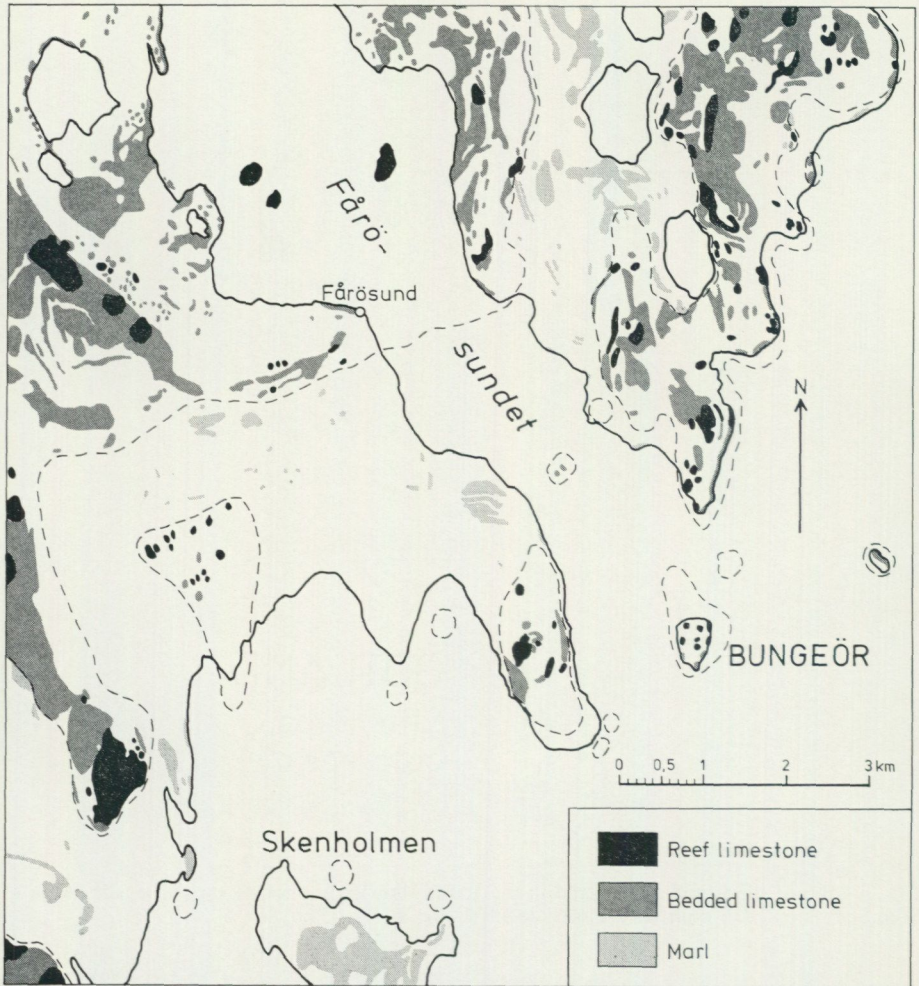 Fårö-
Fårösund
sundet
N
BUNGEÖR
0 0,5 1 2 3 km
Skenholmen
Reef limestone
Bedded limestone
Marl